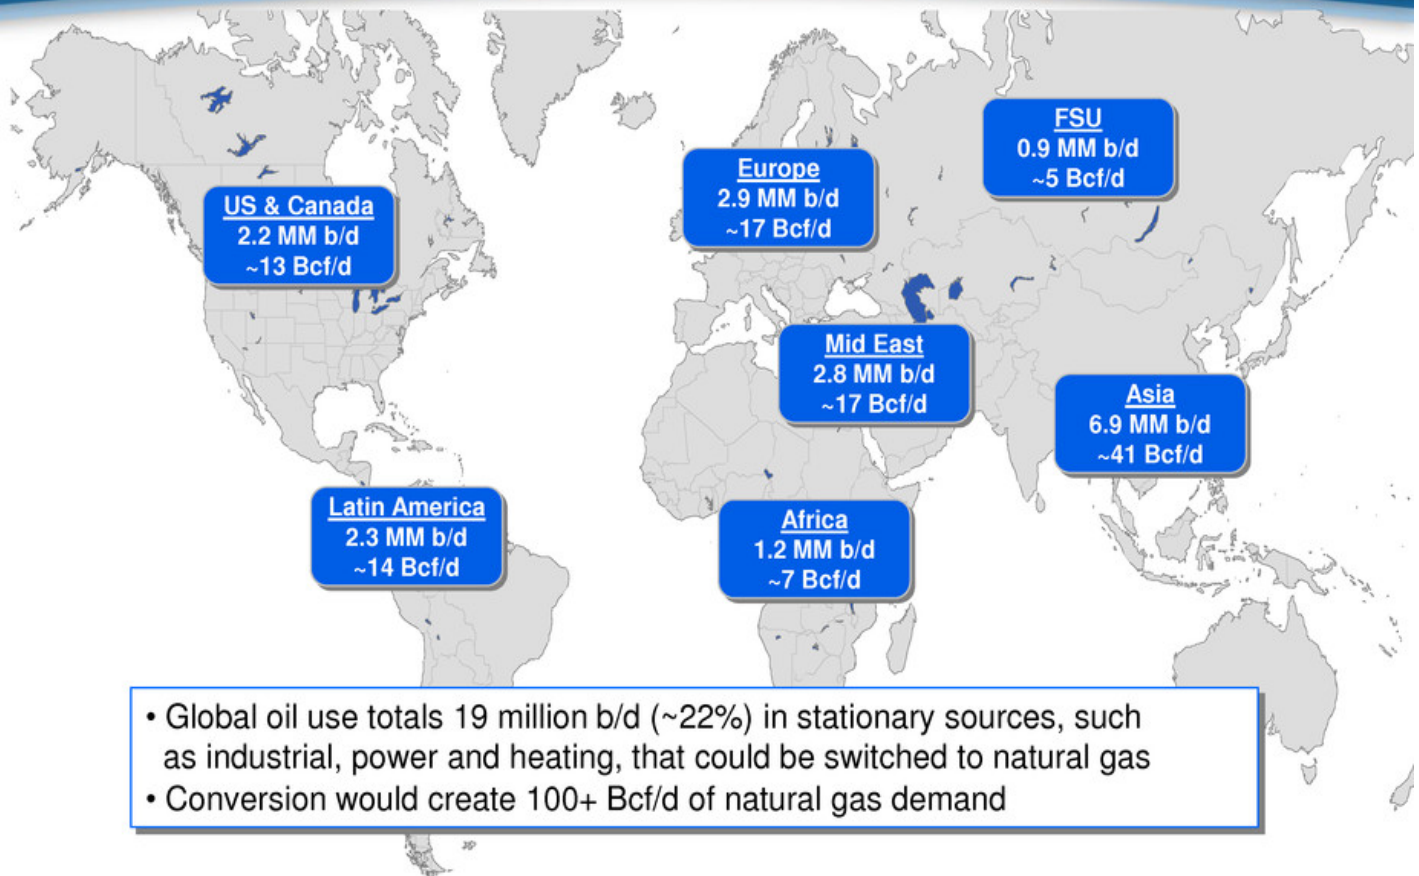 FSU
0.9 MM b/d
~5 Bcf/d
Europe
2.9 MM b/d
~17 Bcf/d
US & Canada
2.2 MM b/d
~13 Bcf/d
Mid East
2.8 MM b/d
~17 Bcf/d
Asia
6.9 MM b/d
~41 Bcf/d
Latin America
2.3 MM b/d
~14 Bcf/d
Africa
1.2 MM b/d
~7 Bcf/d
• Global oil use totals 19 million b/d (~22%) in stationary sources, such
as industrial, power and heating, that could be switched to natural gas
• Conversion would create 100+ Bcf/d of natural gas demand